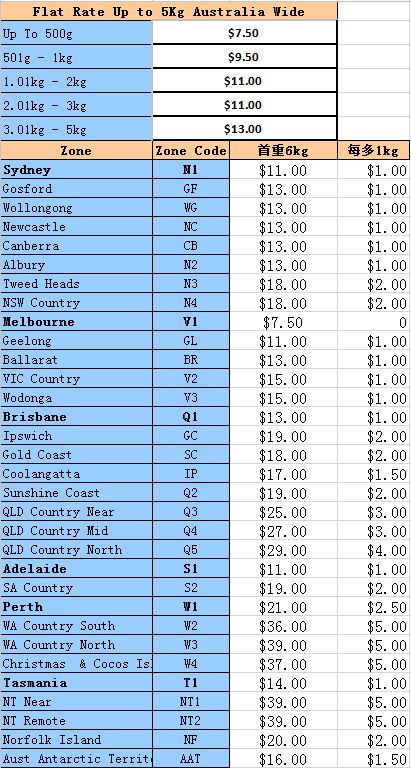 Flat Rate Up to 5Kg Australia Wide
Up To 500g $7.50
501g - 1kg $9.50
1.01kg - 2kg $11.00
2.01kg - 3kg $11.00
3.01kg - 5kg $13.00
Zone Zone Code 首重6kg 每多1kg
Sydney N1 $11.00 $1.00
Gosford GF $13.00 $1.00
Wollongong WG $13.00 $1.00
Newcastle NC $13.00 $1.00
Canberra CB $13.00 $1.00
Albury N2 $13.00 $1.00
Tweed Heads N3 $18.00 $2.00
NSW Country N4 $18.00 $2.00
Melbourne V1 $7.50 0
Geelong GL $11.00 $1.00
Ballarat BR $13.00 $1.00
VIC Country V2 $15.00 $1.00
Wodonga V3 $15.00 $1.00
Brisbane Q1 $13.00 $1.00
Ipswich GC $19.00 $2.00
Gold Coast SC $18.00 $2.00
Coolangatta IP $17.00 $1.50
Sunshine Coast Q2 $19.00 $2.00
QLD Country Near Q3 $25.00 $3.00
QLD Country Mid Q4 $27.00 $3.00
QLD Country North Q5 $29.00 $4.00
Adelaide S1 $11.00 $1.00
SA Country S2 $19.00 $2.00
Perth W1 $21.00 $2.50
WA Country South W2 $36.00 $5.00
WA Country North W3 $39.00 $5.00
Christmas & Cocos Isl W4 $37.00 $5.00
Tasmania T1 $14.00 $1.00
NT Near NT1 $39.00 $5.00
NT Remote NT2 $39.00 $5.00
Norfolk Island NF $20.00 $2.00
Aust Antarctic Territo AAT $16.00 $1.50